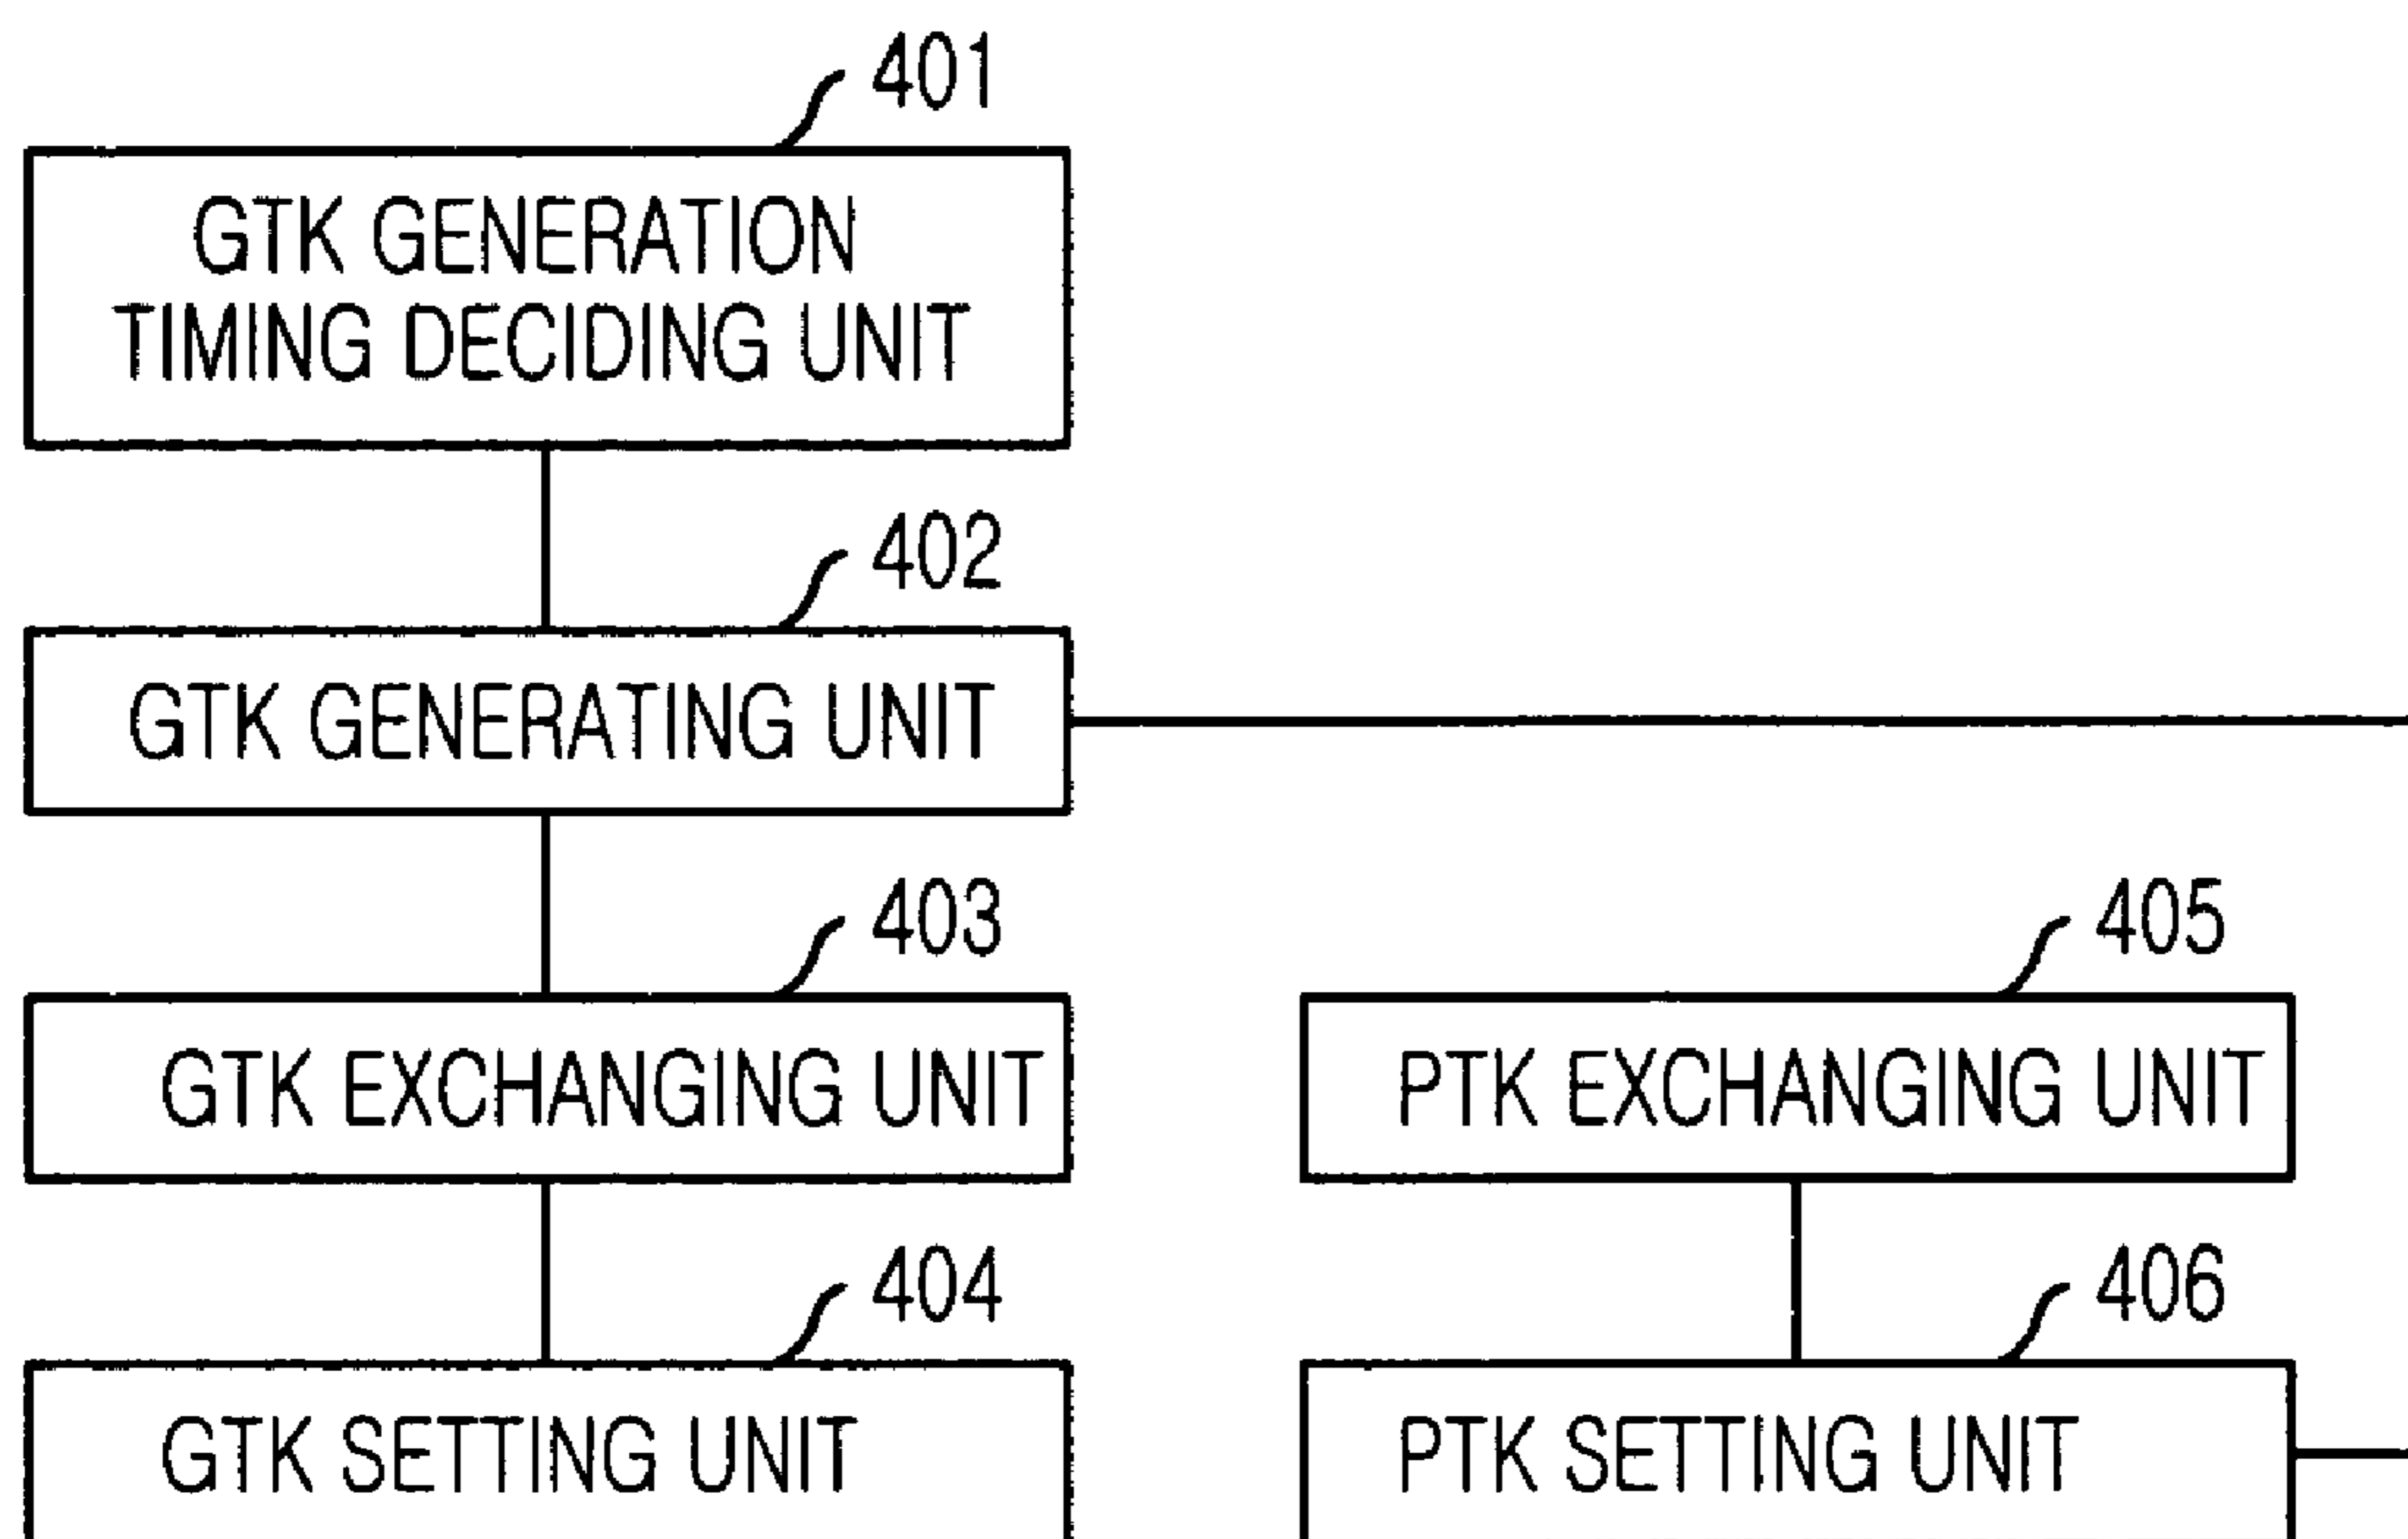 401
GTK GENERATION
TIMING DECIDING UNIT
402
GTK GENERATING UNIT
403
GTK EXCHANGING UNIT
405
PTK EXCHANGING UNIT
404
GTK SETTING UNIT
406
PTK SETTING UNIT